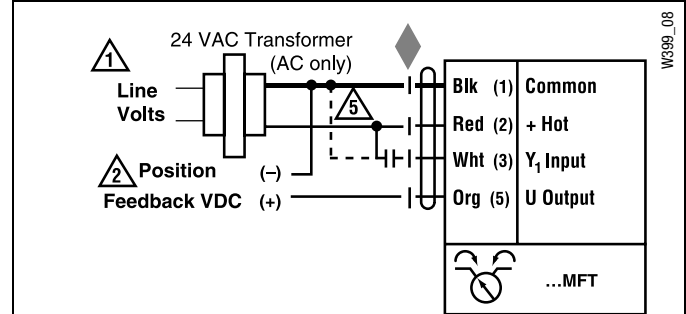 W399_08
24 VAC Transformer
(AC only)
1
Line
Volts
5
2 Position (–)
Feedback VDC (+)
Blk (1) Common
Red (2) + Hot
Wht (3) Y1 Input
Org (5) U Output
...MFT